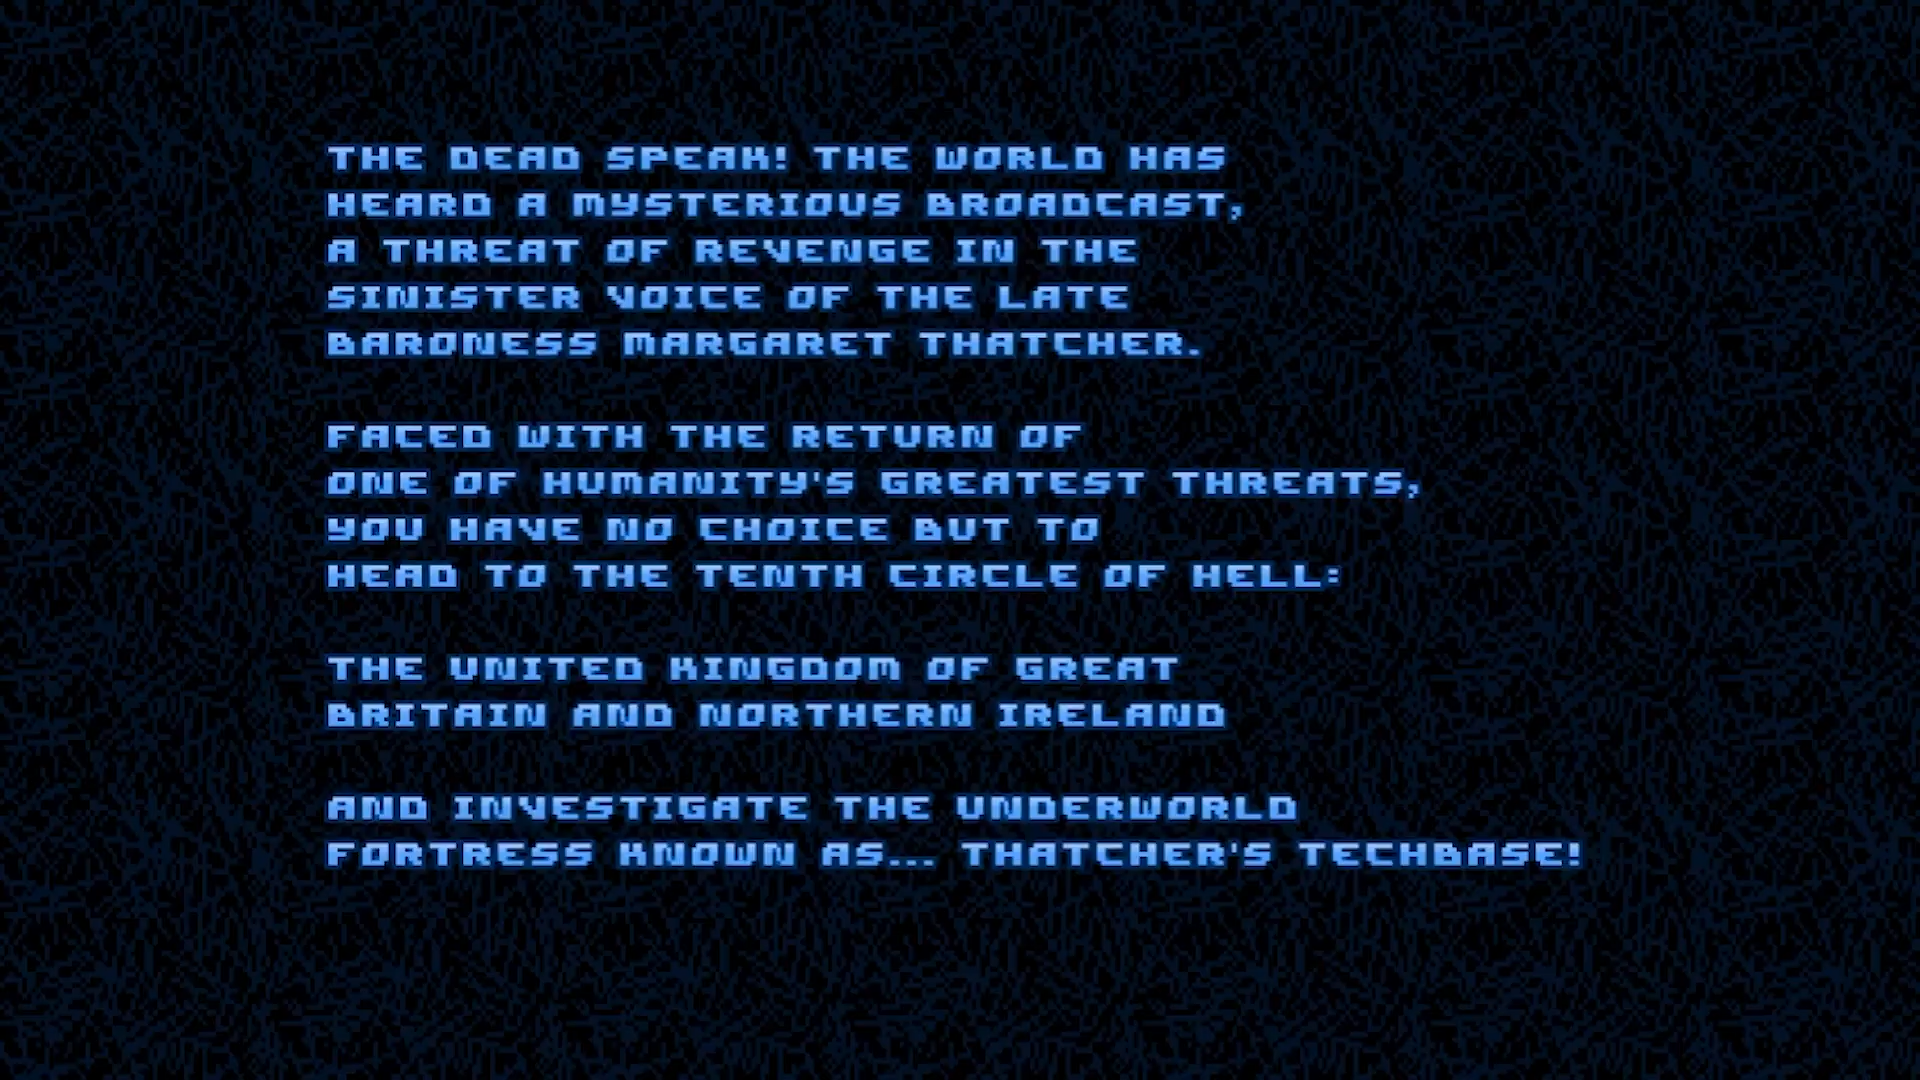 THE DEAD SPEAK! THE WORLD HAS
HEARD A MYSTERIOUS BROADCAST,
A THREAT OF REVENGE IN THE
SINISTER VOICE OF THE LATE
BARONESS MARGARET THATCHER.
FACED WITH THE RETURN OF
ONE OF HUMANITY'S GREATEST THREATS,
YOU HAVE NO CHOICE BUT TO
HEAD TO THE TENTH CIRCLE OF HELL:
THE UNITED KINGDOM OF GREAT
BRITAIN AND NORTHERN IRELAND
AND INVESTIGATE THE UNDERWORLD
FORTRESS KNOWN AS... THATCHER'S TECHBASE!